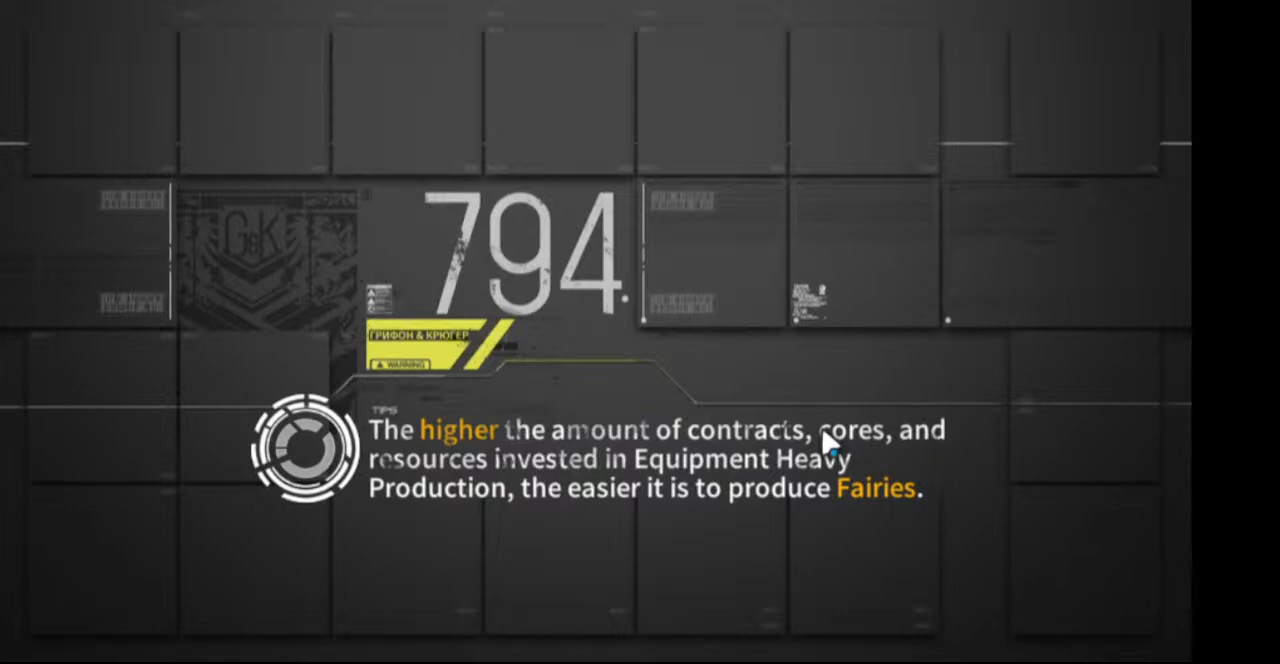 G&K
794.
ГРИФОН & КРЮГЕР
WARNING
TIPS
The higher the amount of contracts, cores, and
resources invested in Equipment Heavy
Production, the easier it is to produce Fairies.